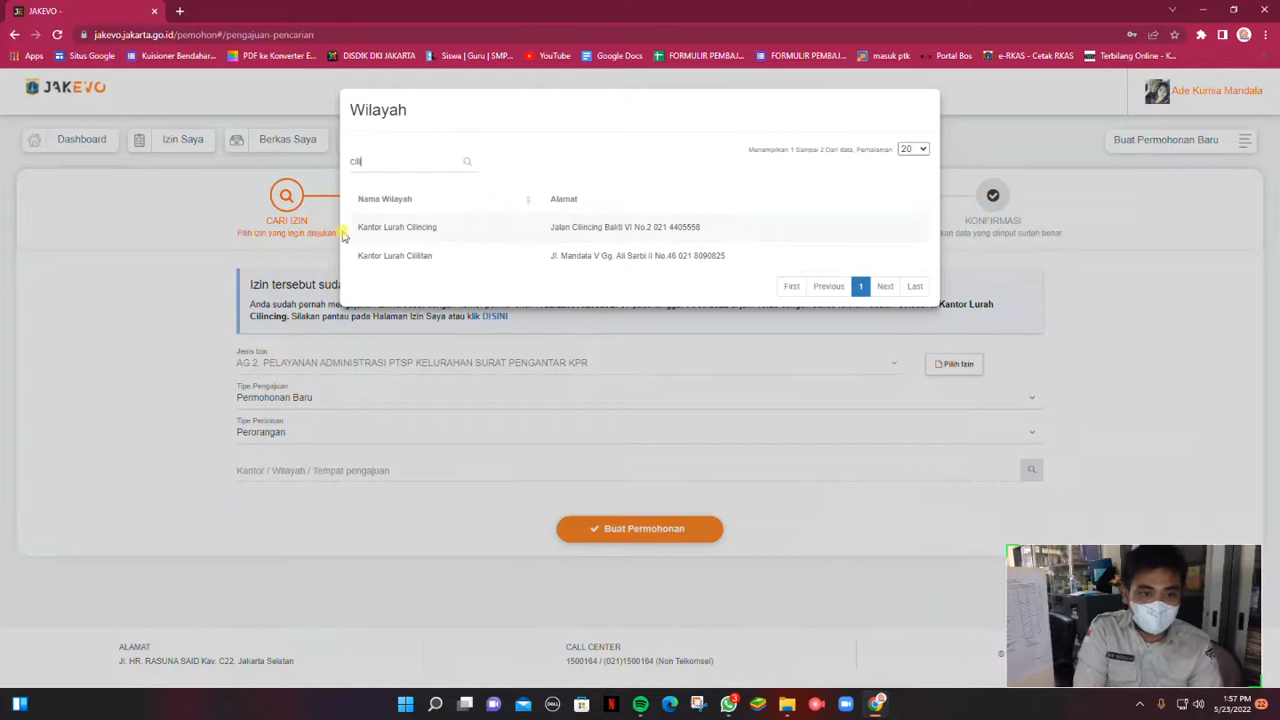 JAKEVO -
jakevo.jakarta.go.id/pemohon#/pengajuan-pencarian
Apps Situs Google Kuisioner Bendahar... PDF ke Konverter E... DISDIK DKI JAKARTA Siswa | Guru | SMP... YouTube Google Docs FORMULIR PEMBAJ... FORMULIR PEMBAJ... masuk ptk Portal Bos e-RKAS - Cetak RKAS Terbilang Online - K...
JAKEVO
Ade Kurnia Mandala
Dashboard Izin Saya Berkas Saya
Buat Permohonan Baru
Wilayah
Menampilkan 1 Sampai 2 Dari data, Perhalaman 20
cili
Nama Wilayah Alamat
Kantor Lurah Cilincing Jalan Cilincing Bakti VI No.2 021 4405558
Kantor Lurah Cililitan Jl. Mandala V Gg. Ali Sarbi II No.46 021 8090825
First Previous 1 Next Last
CARI IZIN
Pilih Izin yang ingin diajukan
KONFIRMASI
kan data yang diinput sudah benar.
Izin tersebut suda
Kantor Lurah
Cilincing. Silakan pantau pada Halaman Izin Saya atau klik DISINI
Jenis Izin
AG 2. PELAYANAN ADMINISTRASI PTSP KELURAHAN SURAT PENGANTAR KPR
Pilih Izin
Tipe Pengajuan
Permohonan Baru
Tipe Perizinan
Perorangan
Kantor / Wilayah / Tempat pengajuan
Buat Permohonan
ALAMAT
Jl. HR. RASUNA SAID Kav. C22, Jakarta Selatan
CALL CENTER
1500164 / (021)1500164 (Non Telkomsel)
©
3
1:57 PM
5/23/2022
22